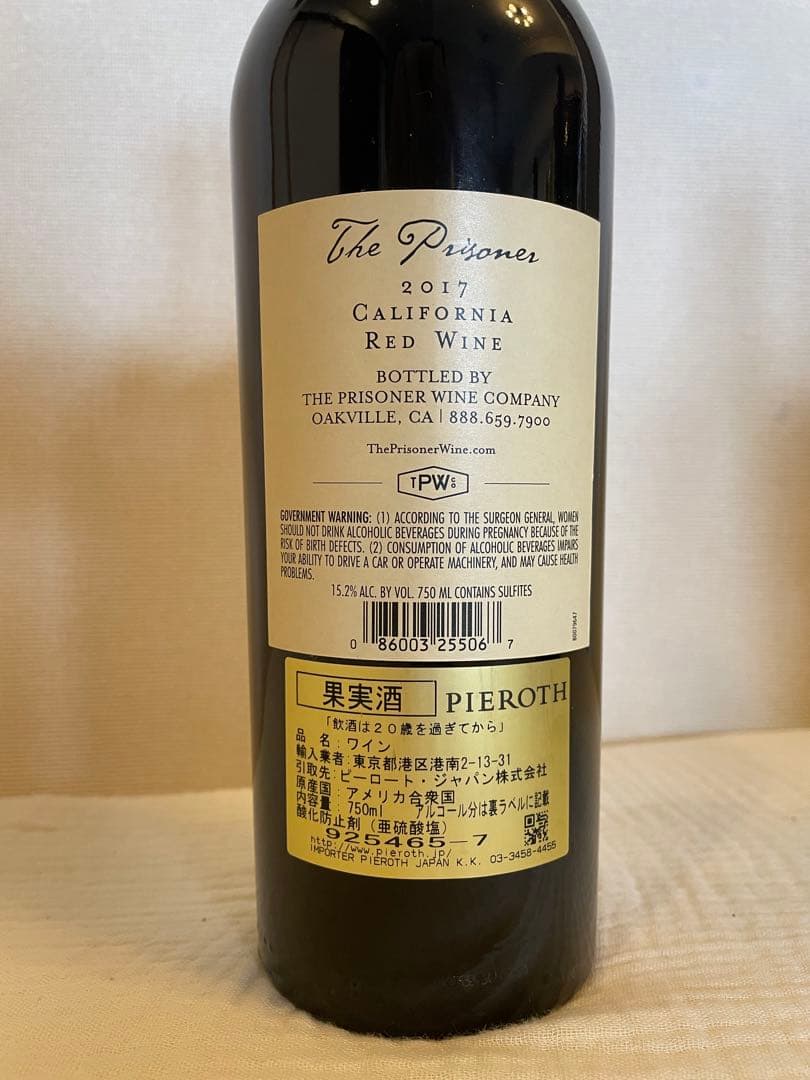 The Prisoner
2017
CALIFORNIA
RED WINE
BOTTLED BY
THE PRISONER WINE COMPANY
OAKVILLE, CA | 888.659.7900
ThePrisonerWine.com
TPWCO
GOVERNMENT WARNING: (1) ACCORDING TO THE SURGEON GENERAL, WOMEN
SHOULD NOT DRINK ALCOHOLIC BEVERAGES DURING PREGNANCY BECAUSE OF THE
RISK OF BIRTH DEFECTS. (2) CONSUMPTION OF ALCOHOLIC BEVERAGES IMPAIRS
YOUR ABILITY TO DRIVE A CAR OR OPERATE MACHINERY, AND MAY CAUSE HEALTH
PROBLEMS.
15.2% ALC. BY VOL. 750 ML CONTAINS SULFITES
80079647
0 86003 25506 7
果実酒 PIEROTH
「飲酒は20歳を過ぎてから」
品 名：ワイン
輸入業者：東京都港区港南2-13-31
引取先：ピーロート・ジャパン株式会社
原産国：アメリカ合衆国
内容量：750ml アルコール分は裏ラベルに記載
酸化防止剤（亜硫酸塩）
925465-7
http://www.pieroth.jp/
IMPORTER PIEROTH JAPAN K.K. 03-3458-4455